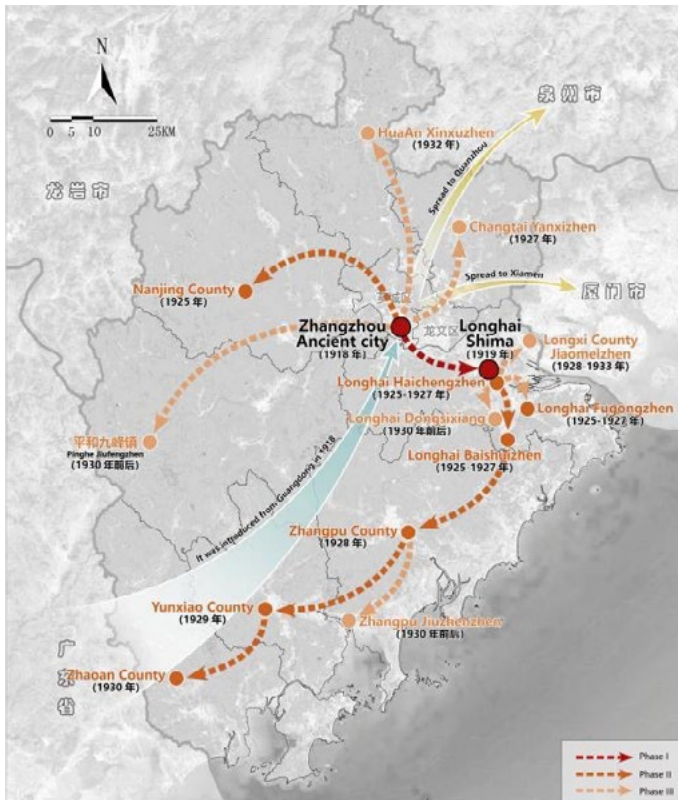 N
0 5 10 25KM
泉州市
HuaAn Xinxuzhen
(1932 年)
龙岩市
Spread to Quanzhou
Changtai Yanxizhen
(1927 年)
Spread to Xiamen
厦门市
Nanjing County
(1925 年)
芗城区
Zhangzhou
Ancient city
(1918 年)
龙文区
Longhai
Shima
(1919 年)
Longxi County
Jiaomeizhen
(1928-1933 年)
Longhai Haichengzhen
(1925-1927 年)
Longhai Fugongzhen
(1925-1927 年)
Longhai Dongsixiang
(1930 年前后)
平和九峰镇
Pinghe Jiufengzhen
(1930 年前后)
Longhai Baishuizhen
(1925-1927 年)
It was introduced from Guangdong in 1918
Zhangpu County
(1928 年)
Yunxiao County
(1929 年)
Zhangpu Jiuzhenzhen
(1930 年前后)
广东省
Zhaoan County
(1930 年)
Phase I
Phase II
Phase III